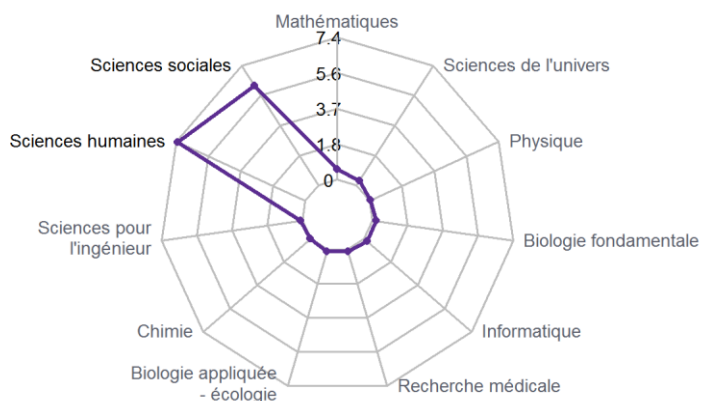 Mathématiques
7.4
Sciences sociales
Sciences de l'univers
5.6
3.7
Sciences humaines
1.8
Physique
0
Sciences pour
l'ingénieur
Biologie fondamentale
Chimie
Informatique
Biologie appliquée
- écologie
Recherche médicale